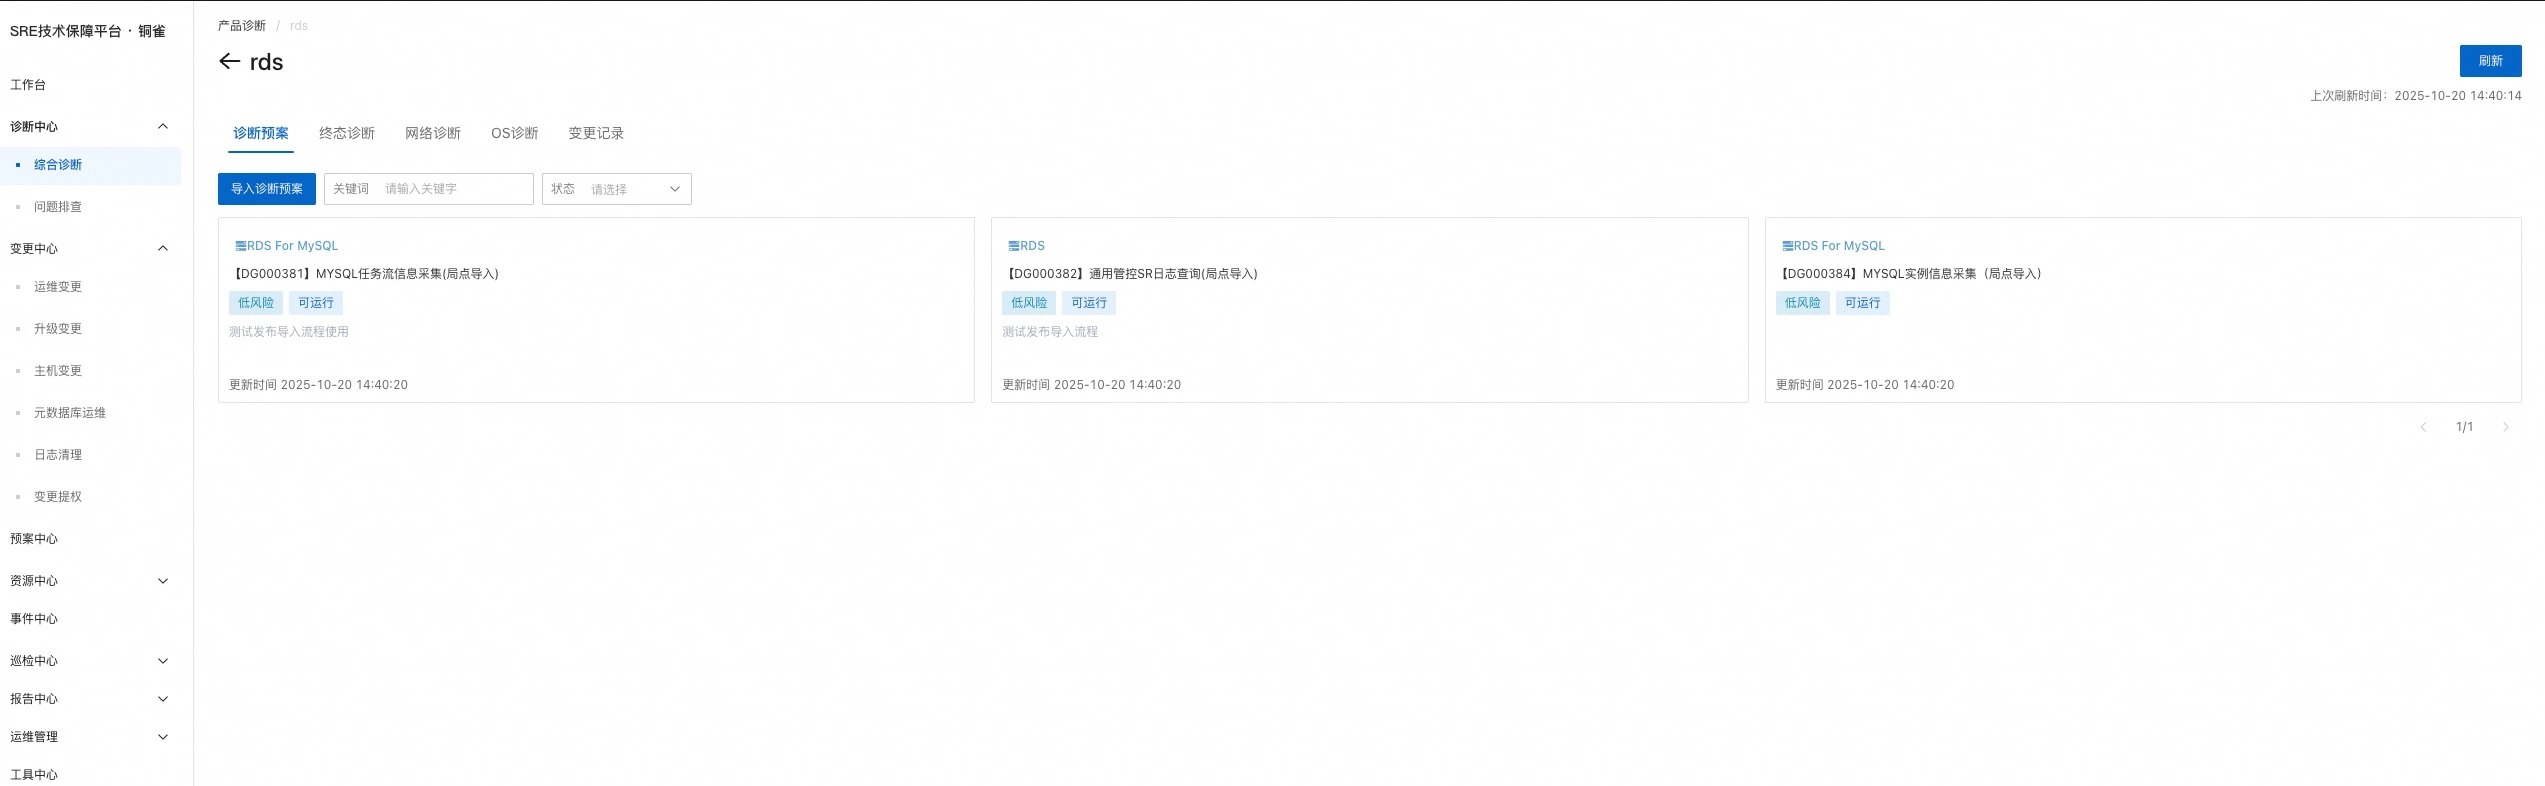 SRE技术保障平台 · 铜雀
工作台
诊断中心
综合诊断
问题排查
变更中心
运维变更
升级变更
主机变更
元数据库运维
日志清理
变更提权
预案中心
资源中心
事件中心
巡检中心
报告中心
运维管理
工具中心
产品诊断 / rds
rds
刷新
上次刷新时间：2025-10-20 14:40:14
诊断预案 终态诊断 网络诊断 OS诊断 变更记录
导入诊断预案 关键词 请输入关键字 状态 请选择
RDS For MySQL
【DG000381】MYSQL任务流信息采集(局点导入)
低风险 可运行
测试发布导入流程使用
更新时间 2025-10-20 14:40:20
RDS
【DG000382】通用管控SR日志查询(局点导入)
低风险 可运行
测试发布导入流程
更新时间 2025-10-20 14:40:20
RDS For MySQL
【DG000384】MYSQL实例信息采集（局点导入）
低风险 可运行
更新时间 2025-10-20 14:40:20
1/1